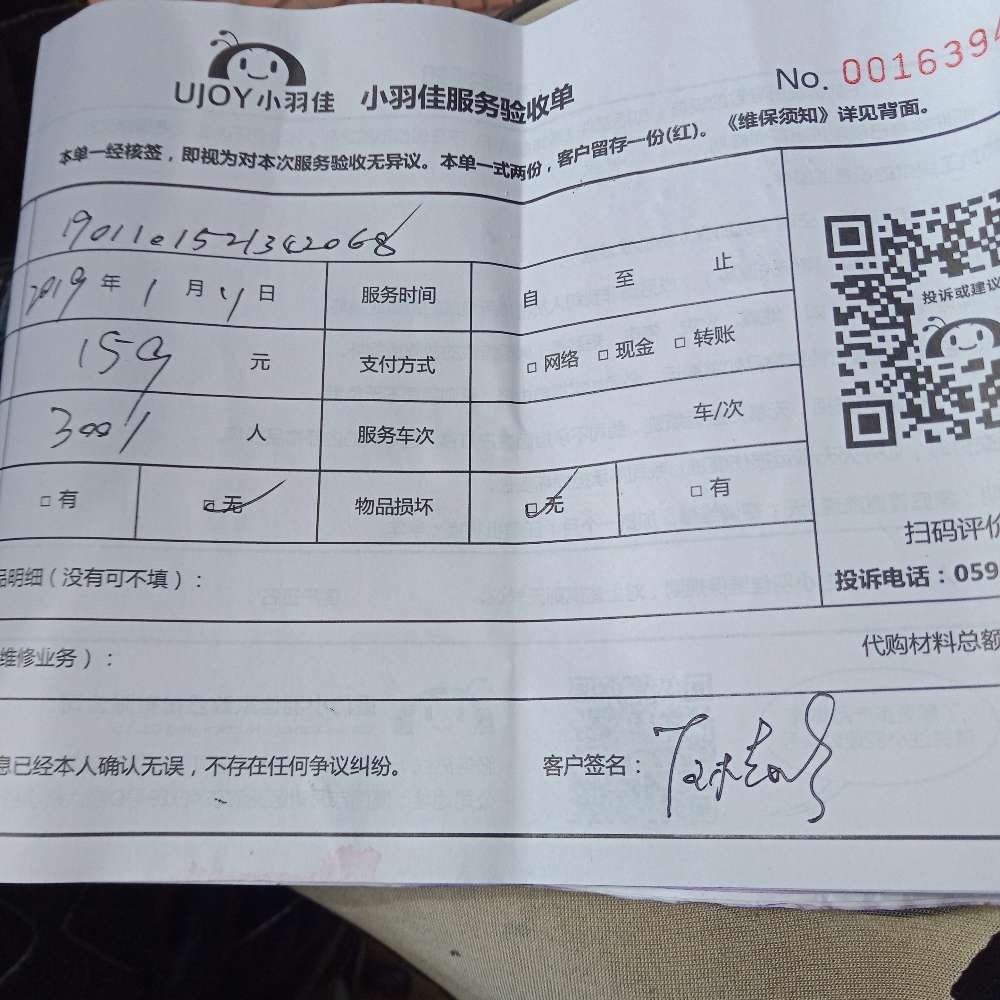 UJOY小羽佳 小羽佳服务验收单 No. 0016394
本单一经核签，即视为对本次服务验收无异议。本单一式两份，客户留存一份(红)。《维保须知》详见背面。
2019 年 1 月 日 服务时间 自 至 止
159 元 支付方式 □ 网络 □ 现金 □ 转账
人 服务车次 车/次
□ 有 □ 无 物品损坏 □ 无 □ 有
投诉或建议
扫码评价
投诉电话：059
品明细（没有可不填）：
维修业务）： 代购材料总额
息已经本人确认无误，不存在任何争议纠纷。 客户签名：